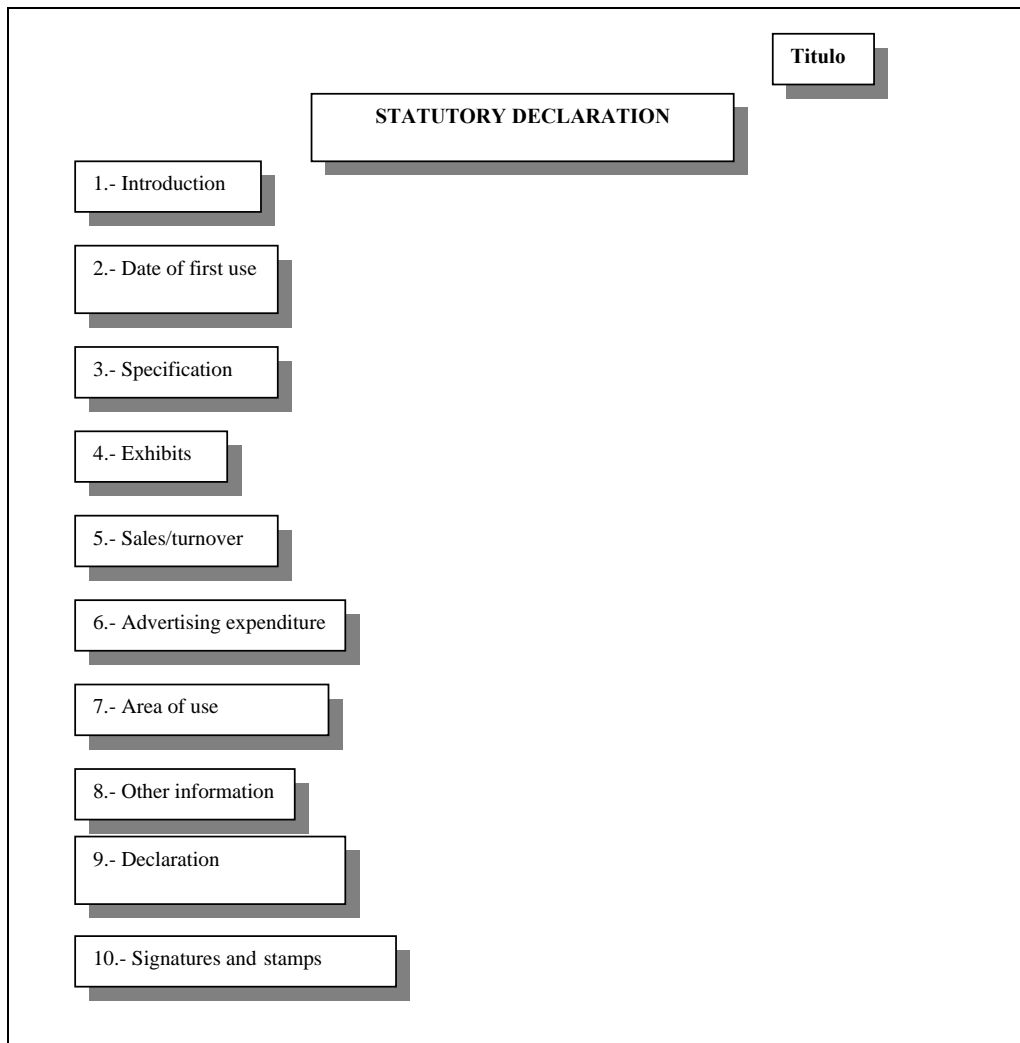 Titulo
STATUTORY DECLARATION
1.- Introduction
2.- Date of first use
3.- Specification
4.- Exhibits
5.- Sales/turnover
6.- Advertising expenditure
7.- Area of use
8.- Other information
9.- Declaration
10.- Signatures and stamps